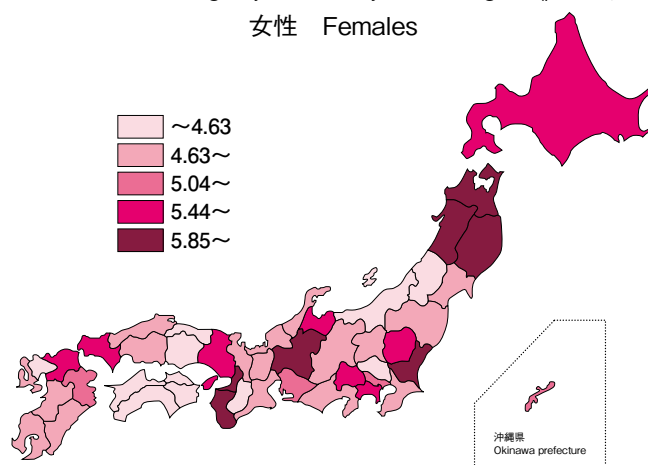 女性 Females
～4.63
4.63～
5.04～
5.44～
5.85～
沖縄県
Okinawa prefecture